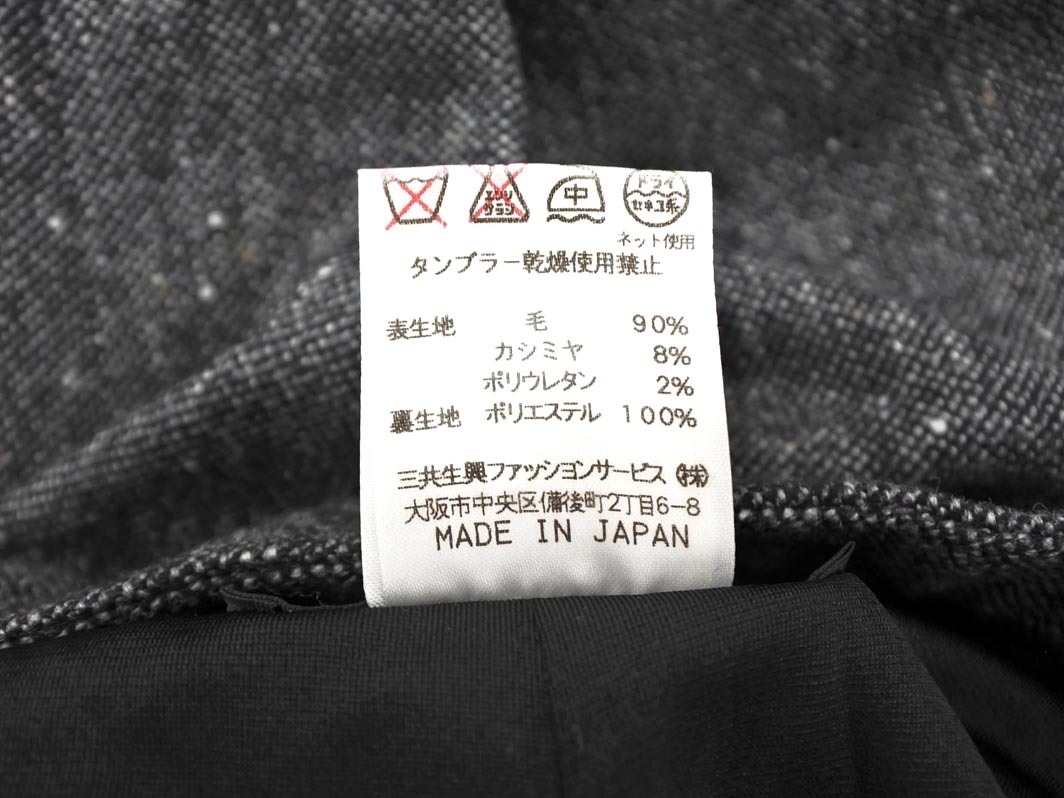 エンソ サラシ 中 ドライ セキユ系
ネット使用
タンブラー乾燥使用禁止
表生地 毛 90%
カシミヤ 8%
ポリウレタン 2%
裏生地 ポリエステル 100%
三共生興ファッションサービス(株)
大阪市中央区備後町2丁目6-8
MADE IN JAPAN